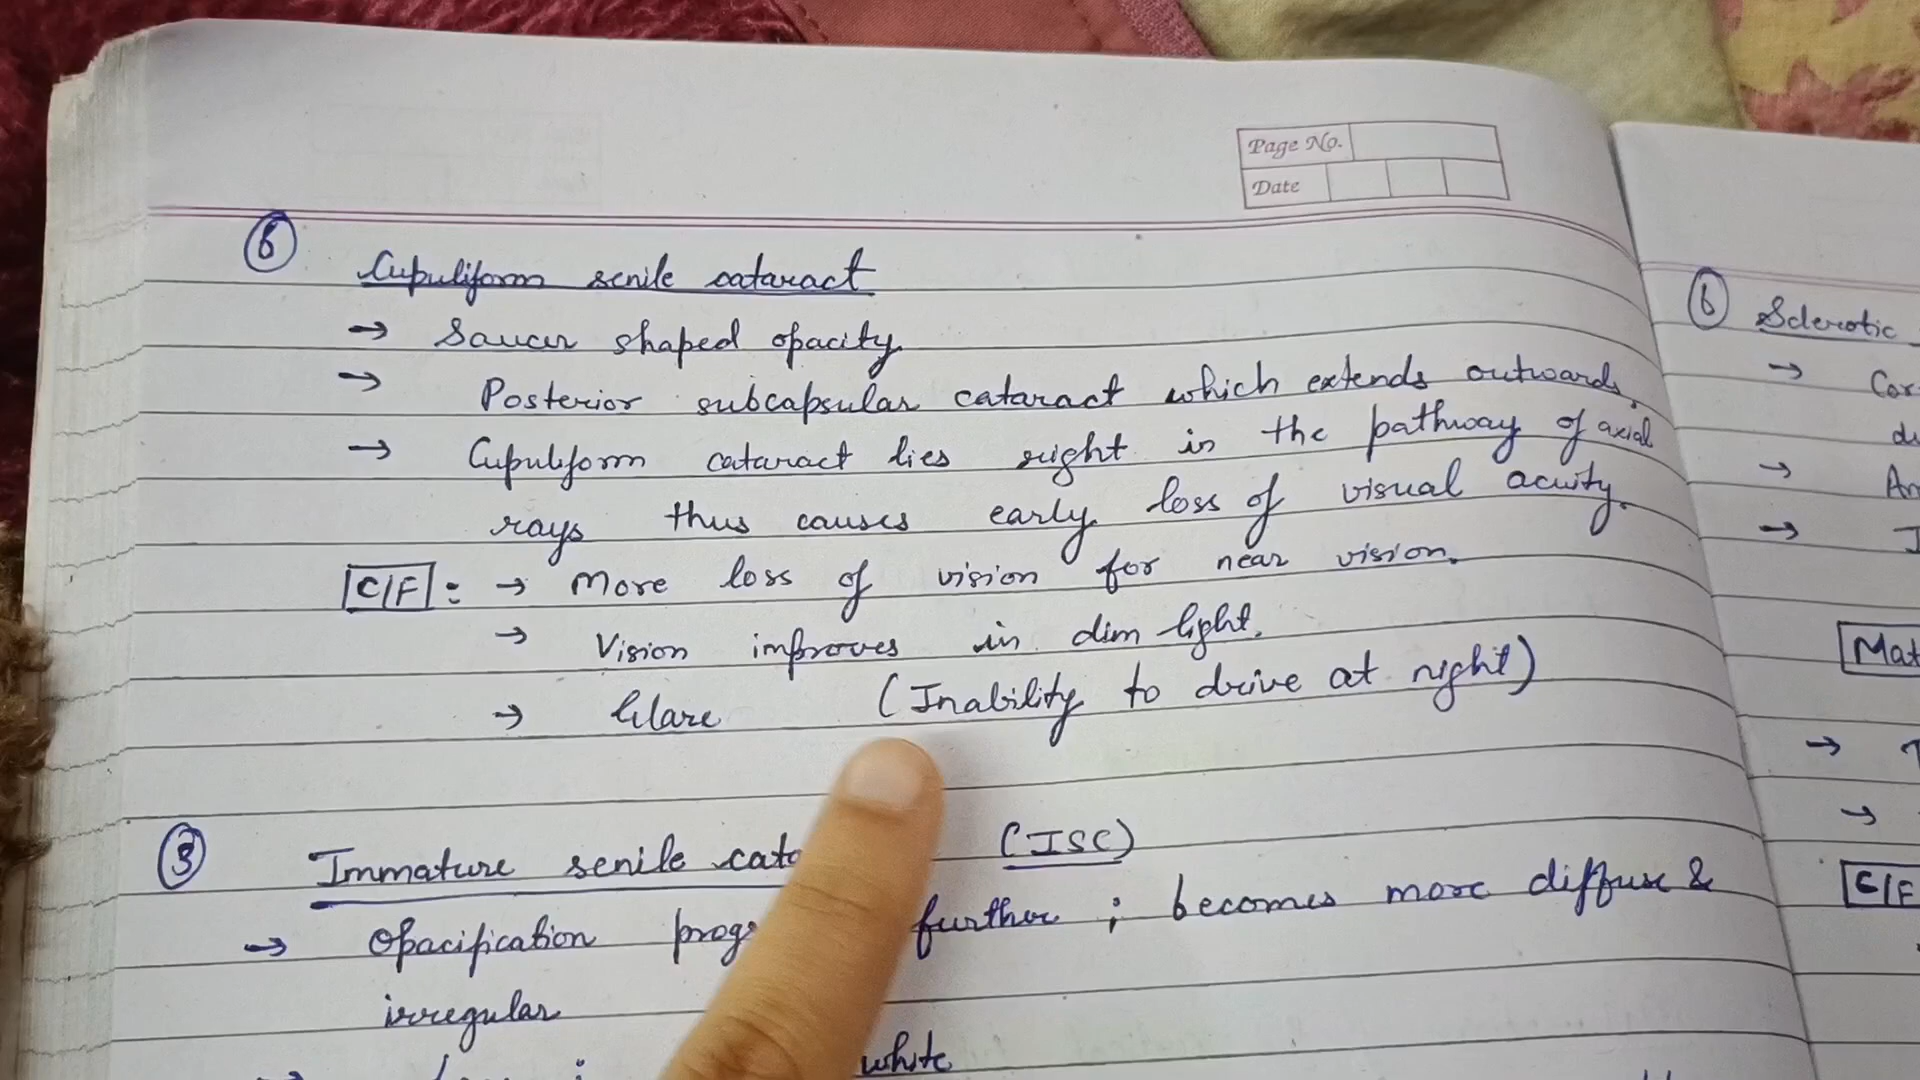 Page No.
Date
6
Cupuliform senile cataract
→ Saucer shaped opacity
→ Posterior subcapsular cataract which extends outwards.
→ Cupuliform cataract lies right in the pathway of axial
rays thus causes early loss of visual acuity.
C/F : → More loss of vision for near vision.
→ Vision improves in dim light.
→ Glare (Inability to drive at night)
3 Immature senile (ISC)
→ Opacification further ; becomes more diffuse &
irregular
white
6 Sclerotic
→
→
→
Mat
→
→
C/F